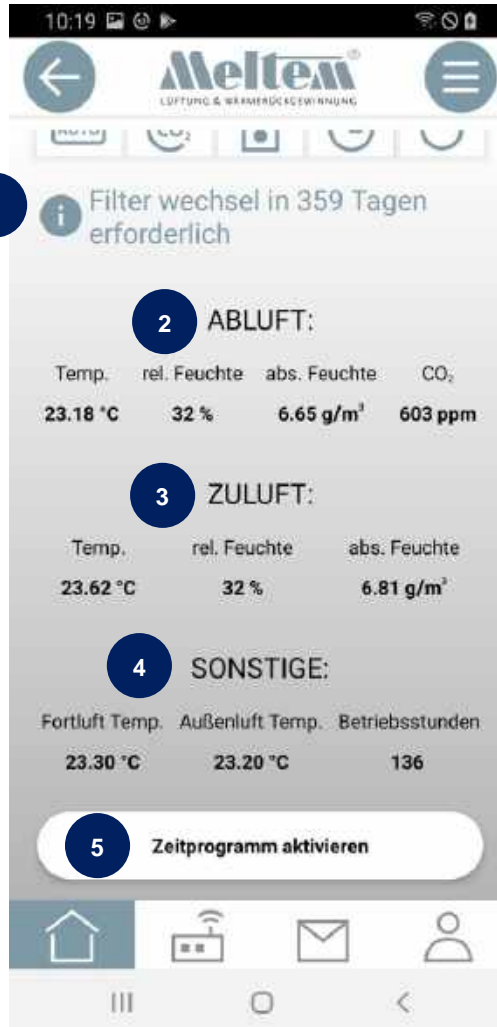 10:19
Meltem®
LÜFTUNG & WÄRMERÜCKGEWINNUNG
AUTO CO₂
i Filter wechsel in 359 Tagen
erforderlich
2 ABLUFT:
Temp. rel. Feuchte abs. Feuchte CO₂
23.18 °C 32 % 6.65 g/m³ 603 ppm
3 ZULUFT:
Temp. rel. Feuchte abs. Feuchte
23.62 °C 32 % 6.81 g/m³
4 SONSTIGE:
Fortluft Temp. Außenluft Temp. Betriebsstunden
23.30 °C 23.20 °C 136
5 Zeitprogramm aktivieren